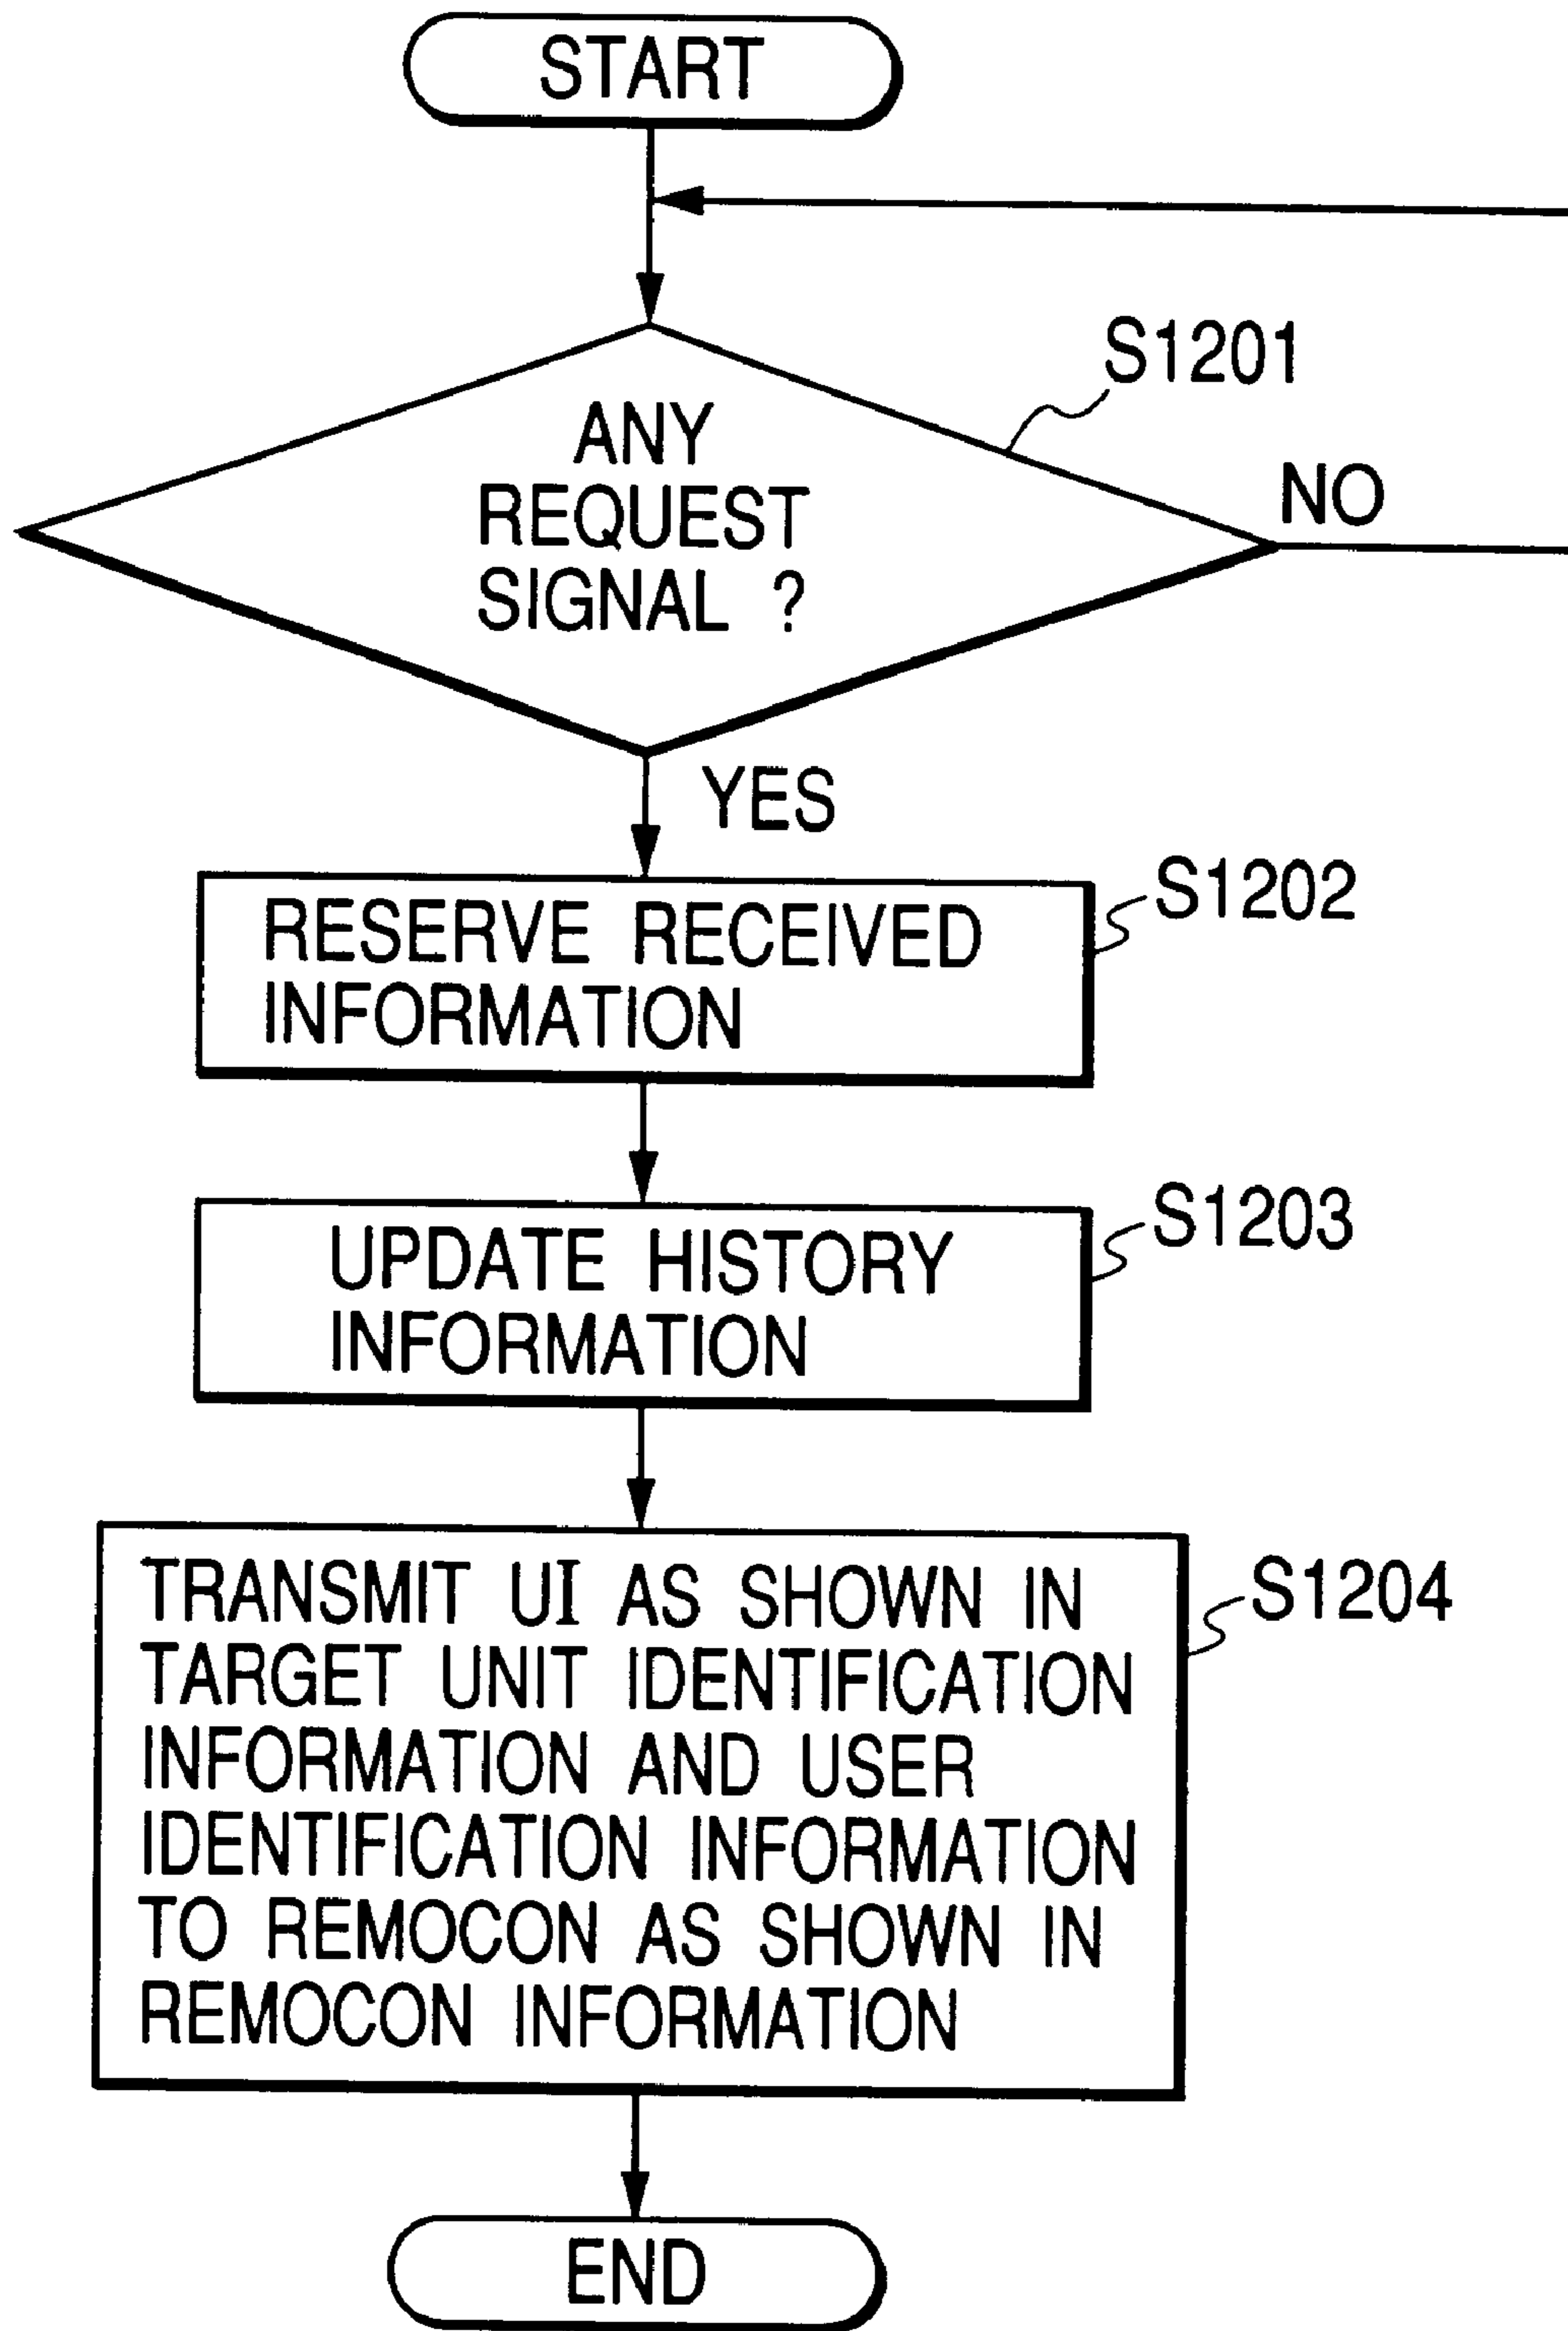 START
S1201
ANY
REQUEST
SIGNAL ?
NO
YES
S1202
RESERVE RECEIVED
INFORMATION
S1203
UPDATE HISTORY
INFORMATION
S1204
TRANSMIT UI AS SHOWN IN
TARGET UNIT IDENTIFICATION
INFORMATION AND USER
IDENTIFICATION INFORMATION
TO REMOCON AS SHOWN IN
REMOCON INFORMATION
END